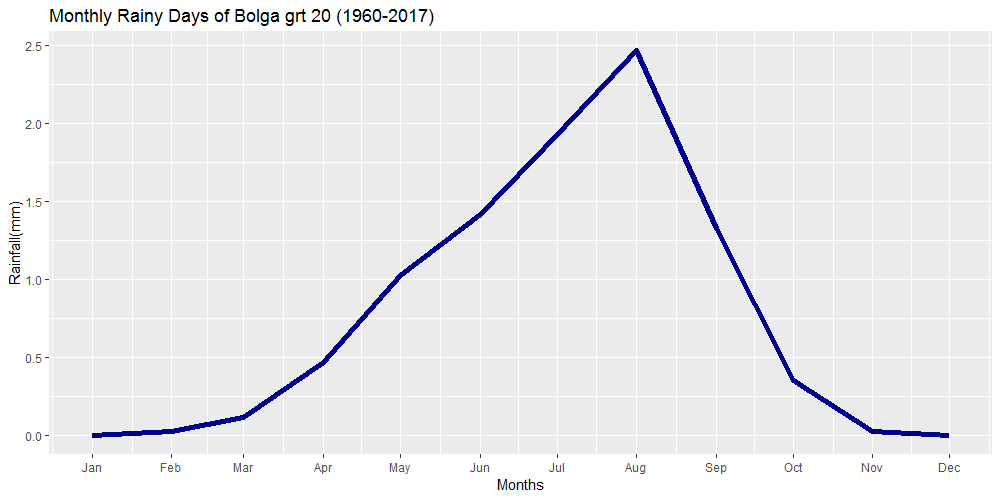 Monthly Rainy Days of Bolga grt 20 (1960-2017)
2.5
2.0
1.5
1.0
0.5
0.0
Rainfall(mm)
Jan Feb Mar Apr May Jun Jul Aug Sep Oct Nov Dec
Months